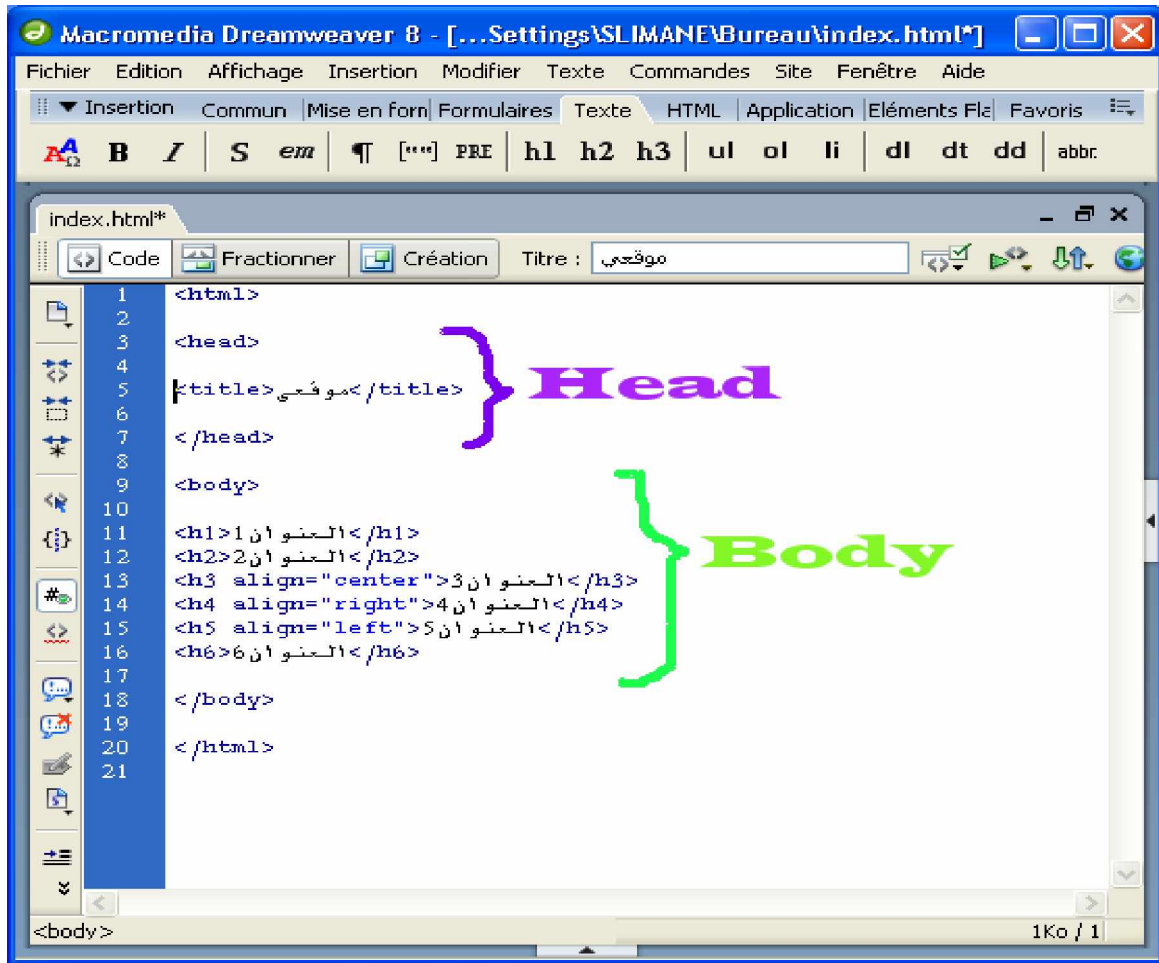 Macromedia Dreamweaver 8 - [...Settings\SLIMANE\Bureau\index.html*]
Fichier Edition Affichage Insertion Modifier Texte Commandes Site Fenêtre Aide
Insertion Commun Mise en form Formulaires Texte HTML Application Eléments Fla Favoris
B I S em ¶ [""] PRE h1 h2 h3 ul ol li dl dt dd abbr.
index.html*
Code Fractionner Création Titre : موقعي
1 <html>
2
3 <head>
4
5 <title>موقعي</title>
6
7 </head>
8
9 <body>
10
11 <h1>العنوان1</h1>
12 <h2>العنوان2</h2>
13 <h3 align="center">العنوان3</h3>
14 <h4 align="right">العنوان4</h4>
15 <h5 align="left">العنوان5</h5>
16 <h6>العنوان6</h6>
17
18 </body>
19
20 </html>
21
Head
Body
<body>
1Ko / 1